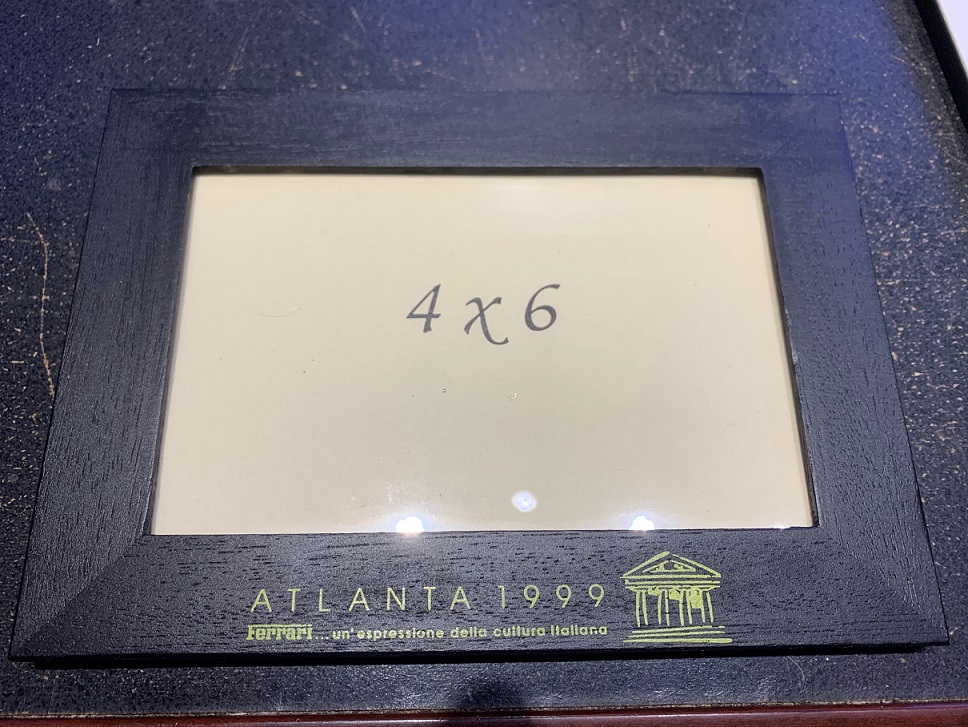 4 x 6
ATLANTA 1999
Ferrari...un'espressione della cultura italiana